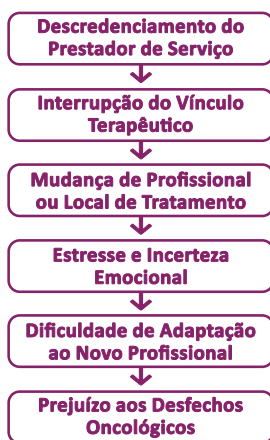 Descredenciamento do
Prestador de Serviço
Interrupção do Vínculo
Terapêutico
Mudança de Profissional
ou Local de Tratamento
Estresse e Incerteza
Emocional
Dificuldade de Adaptação
ao Novo Profissional
Prejuízo aos Desfechos
Oncológicos